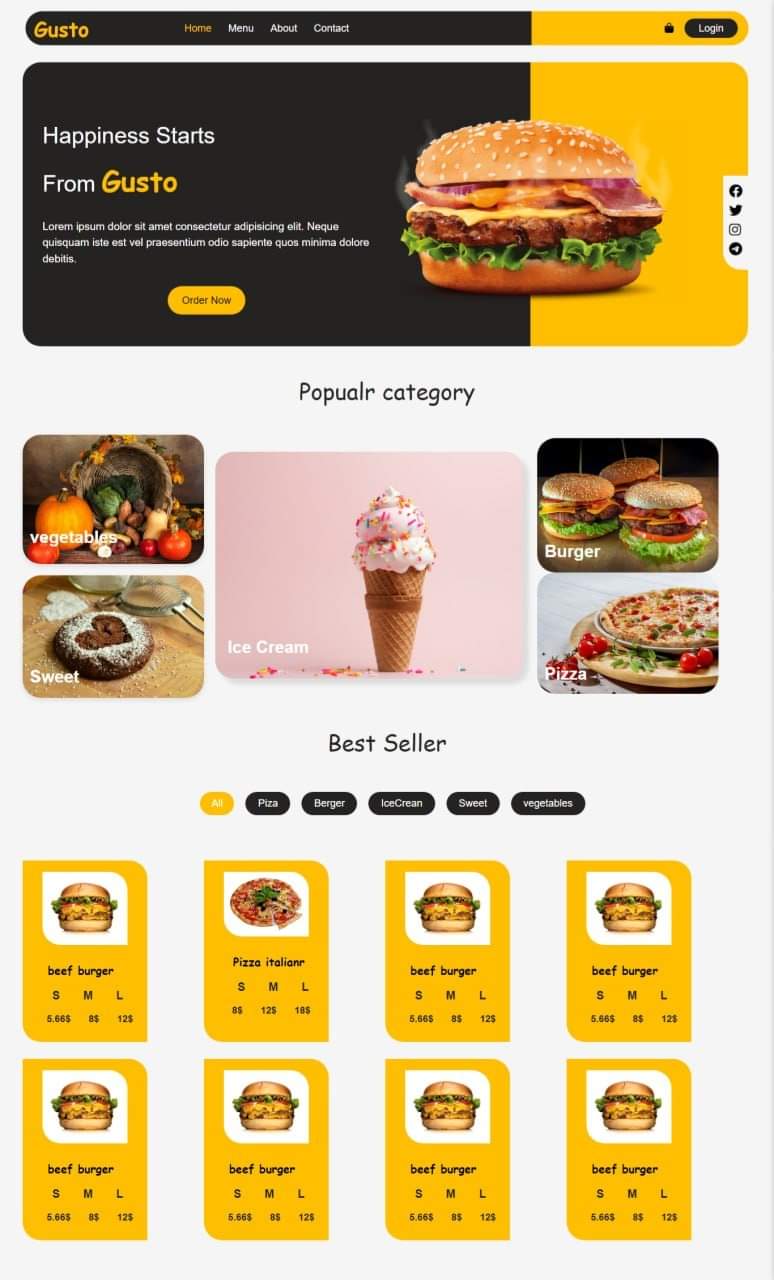 Gusto Home Menu About Contact Login
Happiness Starts
From Gusto
Lorem ipsum dolor sit amet consectetur adipisicing elit. Neque
quisquam iste est vel praesentium odio sapiente quos minima dolore
debitis.
Order Now
Popualr category
vegetables
Sweet
Ice Cream
Burger
Pizza
Best Seller
All Piza Berger IceCrean Sweet vegetables
beef burger
S M L
5.66$ 8$ 12$
Pizza italianr
S M L
8$ 12$ 18$
beef burger
S M L
5.66$ 8$ 12$
beef burger
S M L
5.66$ 8$ 12$
beef burger
S M L
5.66$ 8$ 12$
beef burger
S M L
5.66$ 8$ 12$
beef burger
S M L
5.66$ 8$ 12$
beef burger
S M L
5.66$ 8$ 12$